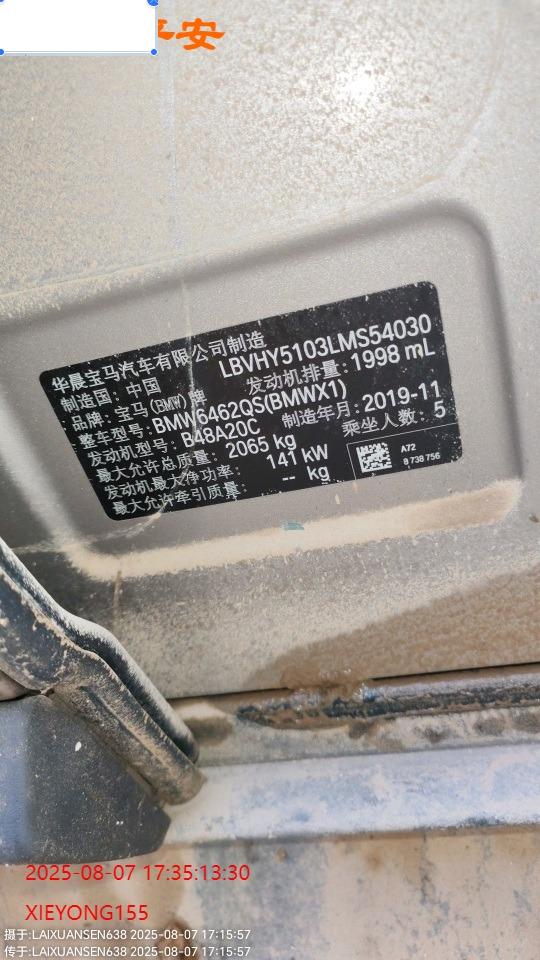 平安
华晨宝马汽车有限公司制造
制造国：中国 LBVHY5103LMS54030
品牌：宝马(BMW)牌 发动机排量：1998 mL
整车型号：BMW6462QS(BMWX1)
发动机型号：B48A20C 制造年月：2019-11
最大允许总质量：2065 kg 乘坐人数：5
发动机最大净功率：141 kW
最大允许牵引质量：-- kg
A72
8 738 756
2025-08-07 17:35:13:30
XIEYONG155
摄于:LAIXUANSEN638 2025-08-07 17:15:57
传于:LAIXUANSEN638 2025-08-07 17:15:57